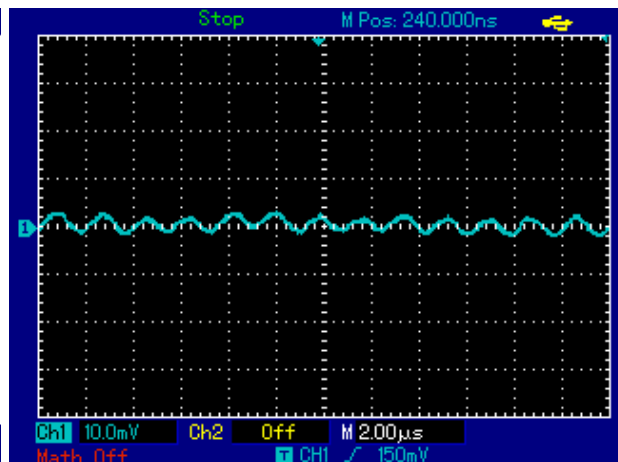 Stop M Pos: 240.000ns
1
Ch1 10.0mV Ch2 Off M 2.00μs
Math Off T CH1 150mV